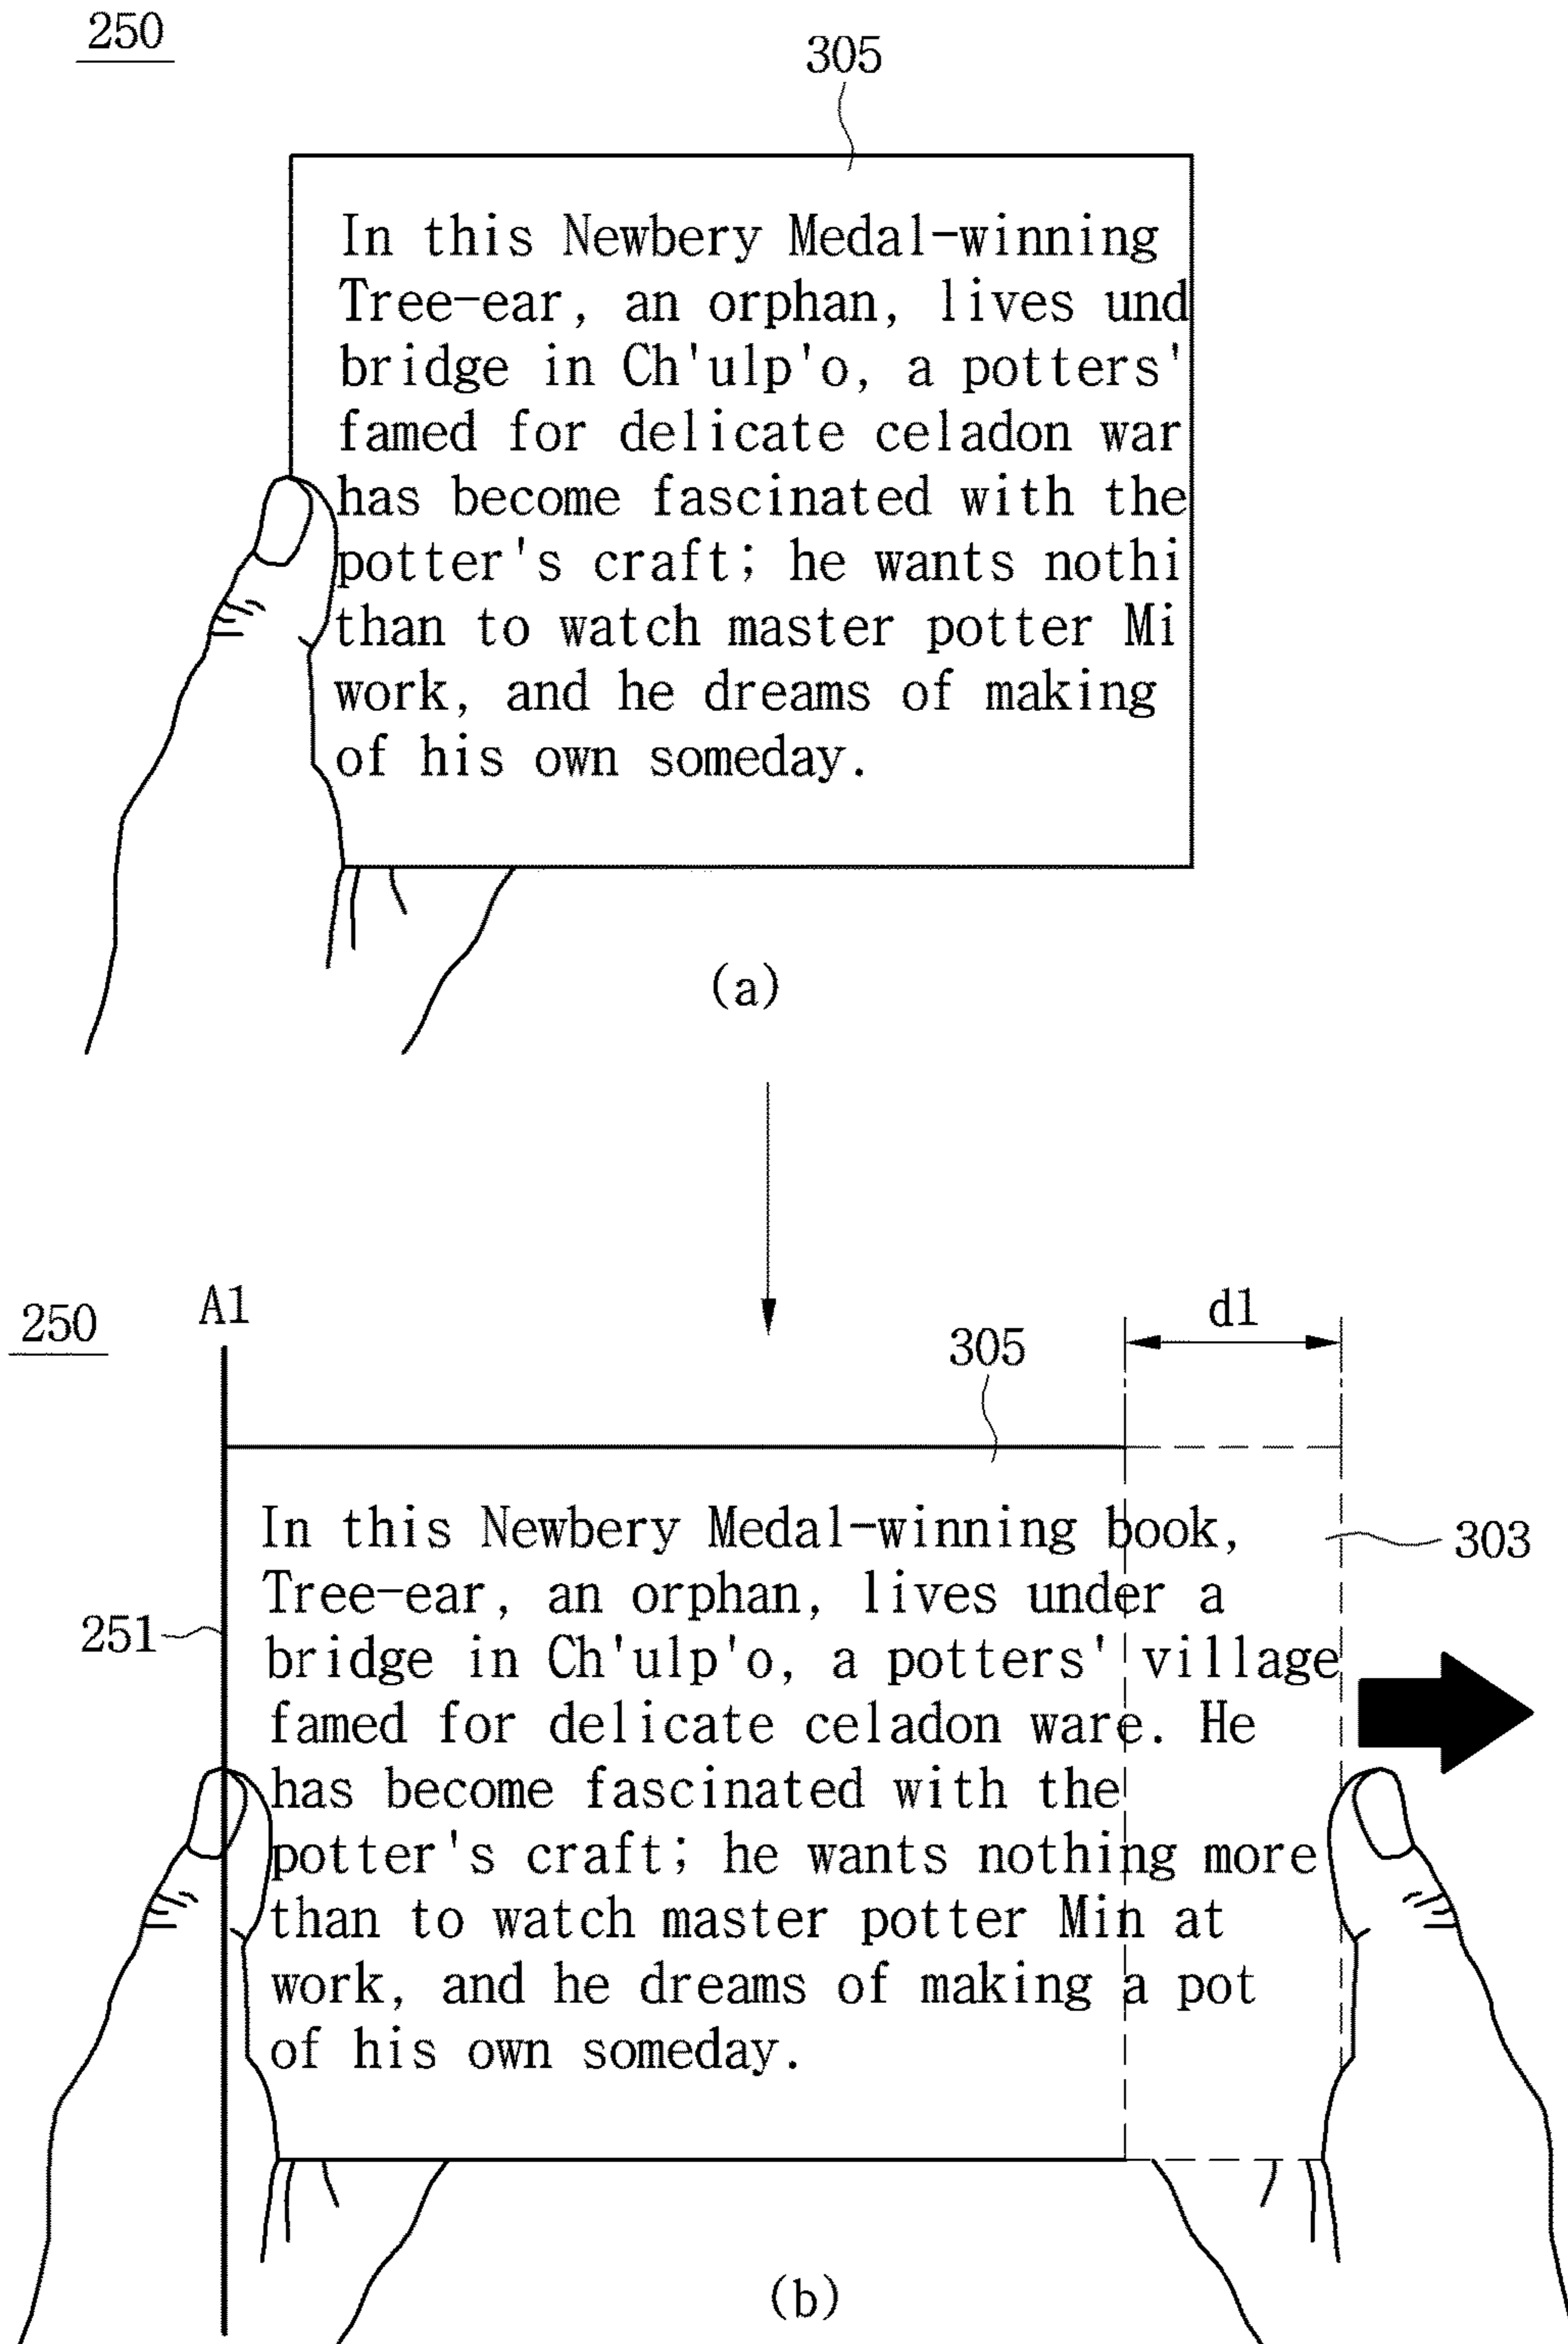 250
305
In this Newbery Medal-winning
Tree-ear, an orphan, lives und
bridge in Ch'ulp'o, a potters'
famed for delicate celadon war
has become fascinated with the
potter's craft; he wants nothi
than to watch master potter Mi
work, and he dreams of making
of his own someday.
(a)
250
A1
305
d1
In this Newbery Medal-winning book,
303
Tree-ear, an orphan, lives under a
251
bridge in Ch'ulp'o, a potters' village
famed for delicate celadon ware. He
has become fascinated with the
potter's craft; he wants nothing more
than to watch master potter Min at
work, and he dreams of making a pot
of his own someday.
(b)